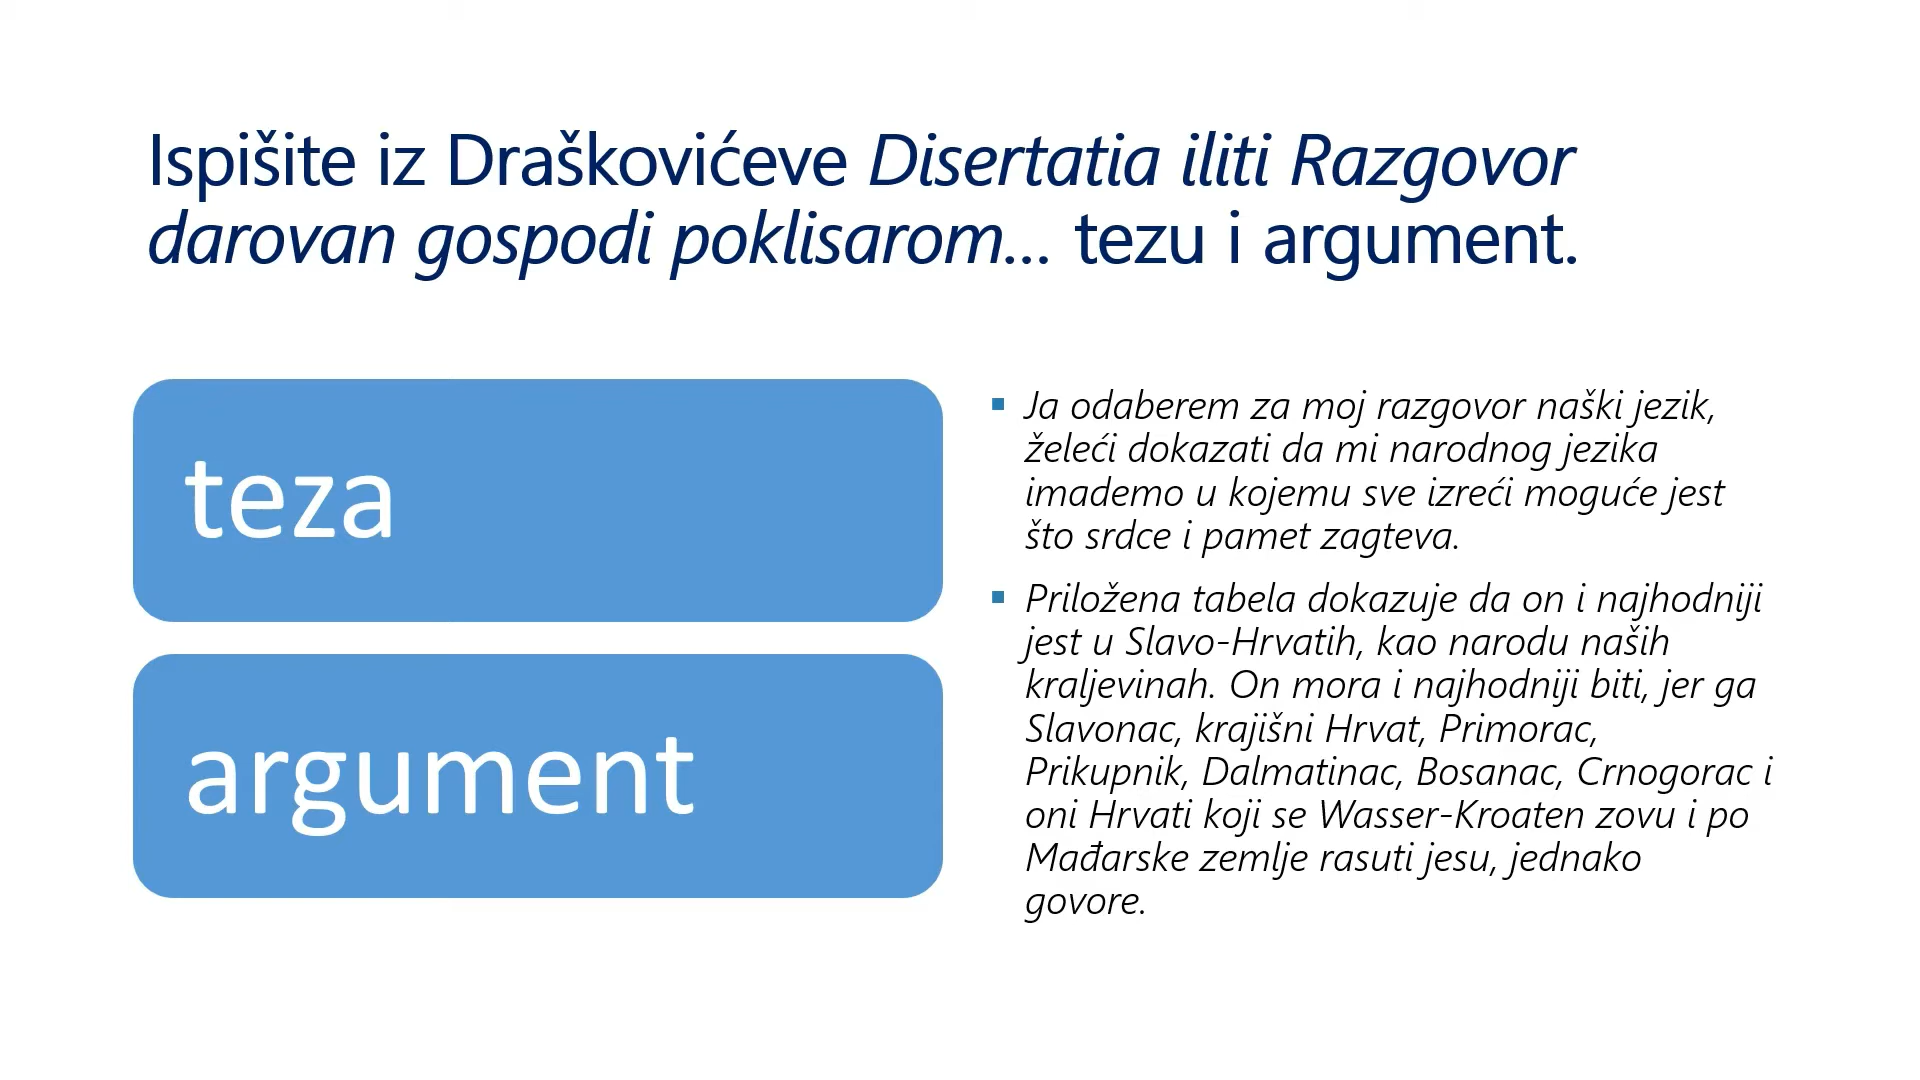 Ispišite iz Draškovićeve Disertatia iliti Razgovor
darovan gospodi poklisarom... tezu i argument.
teza
argument
Ja odaberem za moj razgovor naški jezik,
želeći dokazati da mi narodnog jezika
imademo u kojemu sve izreći moguće jest
što srdce i pamet zagteva.
Priložena tabela dokazuje da on i najhodniji
jest u Slavo-Hrvatih, kao narodu naših
kraljevinah. On mora i najhodniji biti, jer ga
Slavonac, krajišni Hrvat, Primorac,
Prikupnik, Dalmatinac, Bosanac, Crnogorac i
oni Hrvati koji se Wasser-Kroaten zovu i po
Mađarske zemlje rasuti jesu, jednako
govore.